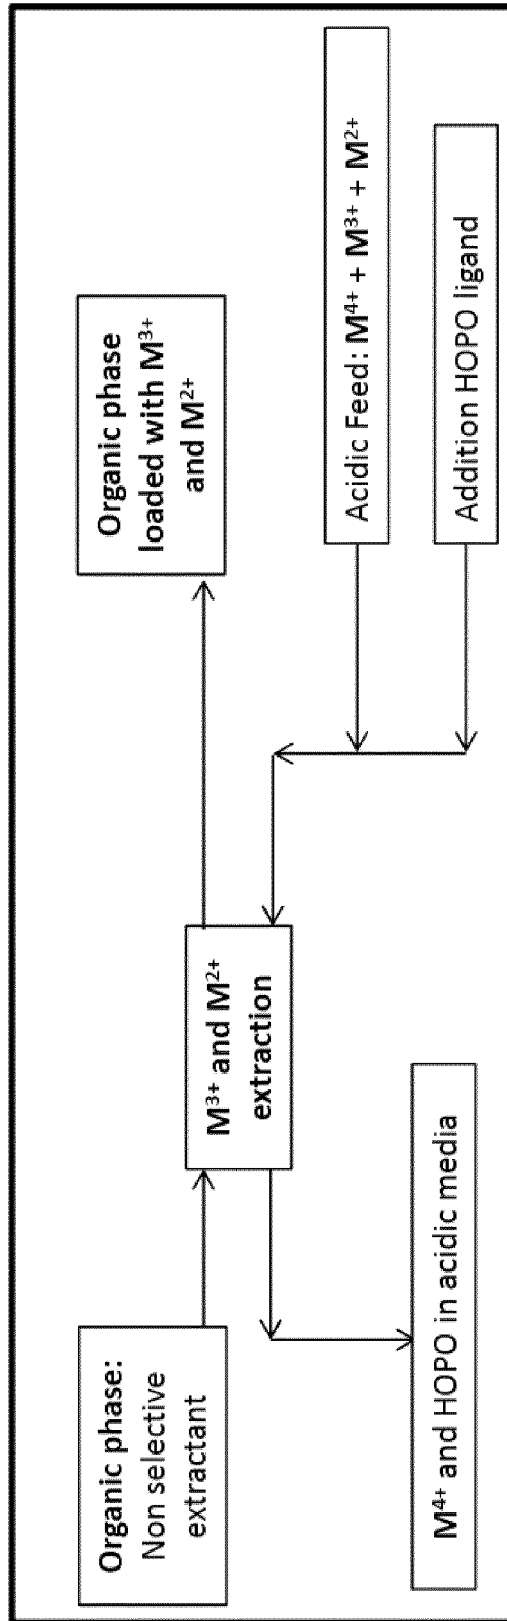 Organic phase:
Non selective
extractant
M³⁺ and M²⁺
extraction
Organic phase
loaded with M³⁺
and M²⁺
M⁴⁺ and HOPO in acidic media
Acidic Feed: M⁴⁺ + M³⁺ + M²⁺
Addition HOPO ligand